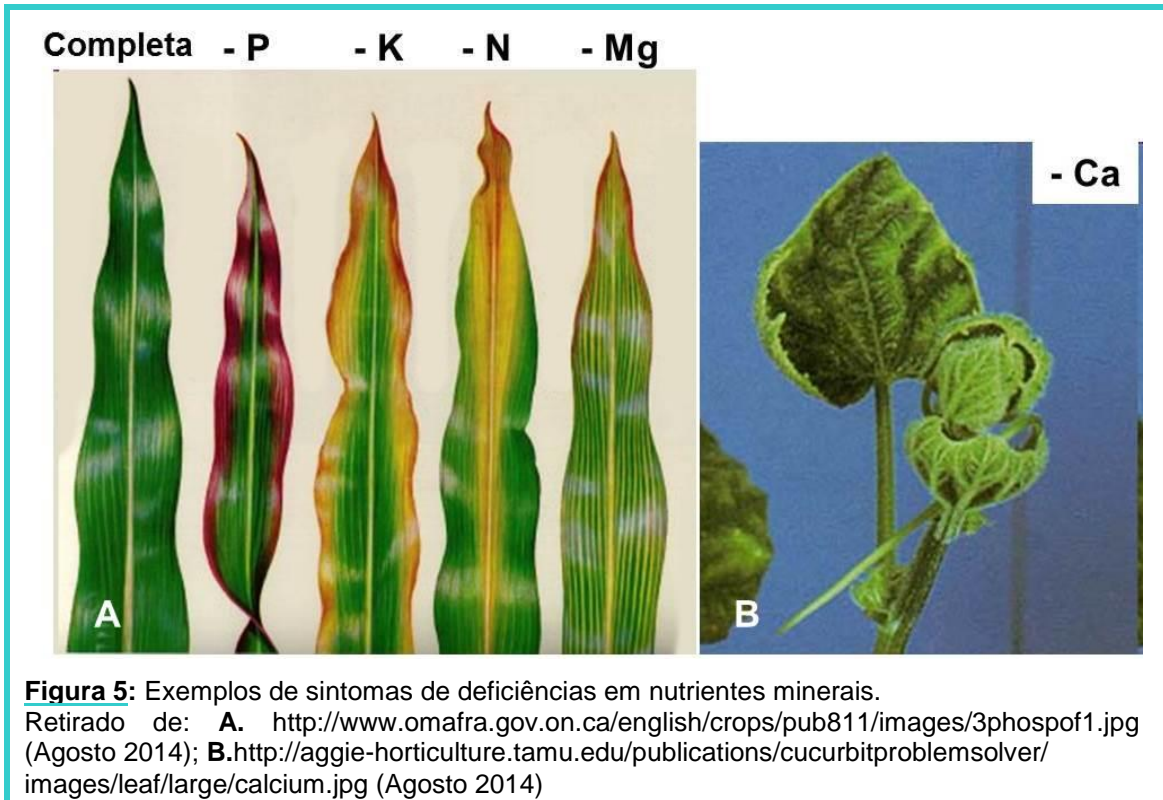 Completa - P - K - N - Mg
- Ca
A
B
Figura 5: Exemplos de sintomas de deficiências em nutrientes minerais.
Retirado de: A. http://www.omafra.gov.on.ca/english/crops/pub811/images/3phospof1.jpg
(Agosto 2014); B.http://aggie-horticulture.tamu.edu/publications/cucurbitproblemsolver/
images/leaf/large/calcium.jpg (Agosto 2014)